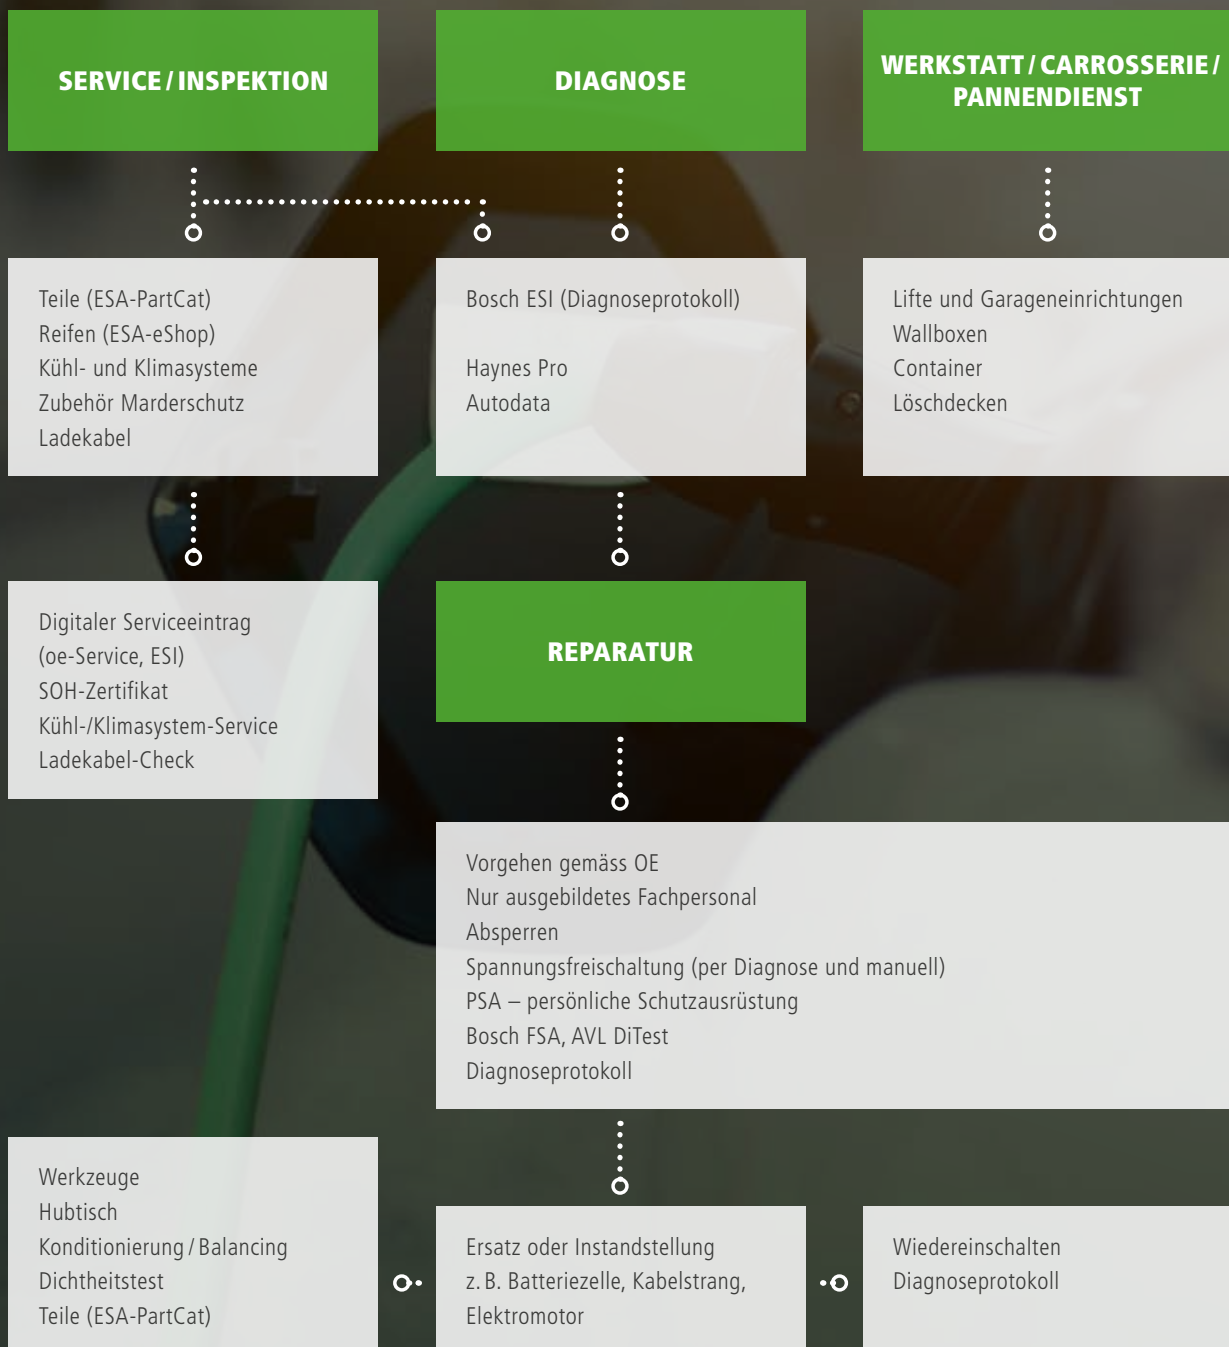 SERVICE / INSPEKTION
DIAGNOSE
WERKSTATT / CARROSSERIE /
PANNENDIENST
Teile (ESA-PartCat)
Reifen (ESA-eShop)
Kühl- und Klimasysteme
Zubehör Marderschutz
Ladekabel
Bosch ESI (Diagnoseprotokoll)
Haynes Pro
Autodata
Lifte und Garageneinrichtungen
Wallboxen
Container
Löschdecken
Digitaler Serviceeintrag
(oe-Service, ESI)
SOH-Zertifikat
Kühl-/Klimasystem-Service
Ladekabel-Check
REPARATUR
Vorgehen gemäss OE
Nur ausgebildetes Fachpersonal
Absperren
Spannungsfreischaltung (per Diagnose und manuell)
PSA – persönliche Schutzausrüstung
Bosch FSA, AVL DiTest
Diagnoseprotokoll
Werkzeuge
Hubtisch
Konditionierung / Balancing
Dichtheitstest
Teile (ESA-PartCat)
Ersatz oder Instandstellung
z. B. Batteriezelle, Kabelstrang,
Elektromotor
Wiedereinschalten
Diagnoseprotokoll